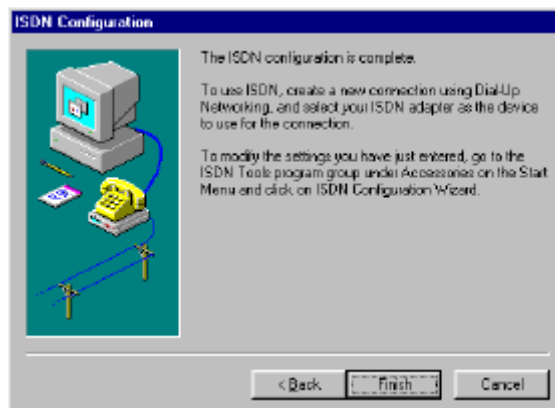 ISDN Configuration
The ISDN configuration is complete.
To use ISDN, create a new connection using Dial-Up
Networking, and select your ISDN adapter as the device
to use for the connection.
To modify the settings you have just entered, go to the
ISDN Tools program group under Accessories on the Start
Menu and click on ISDN Configuration Wizard.
< Back
Finish
Cancel